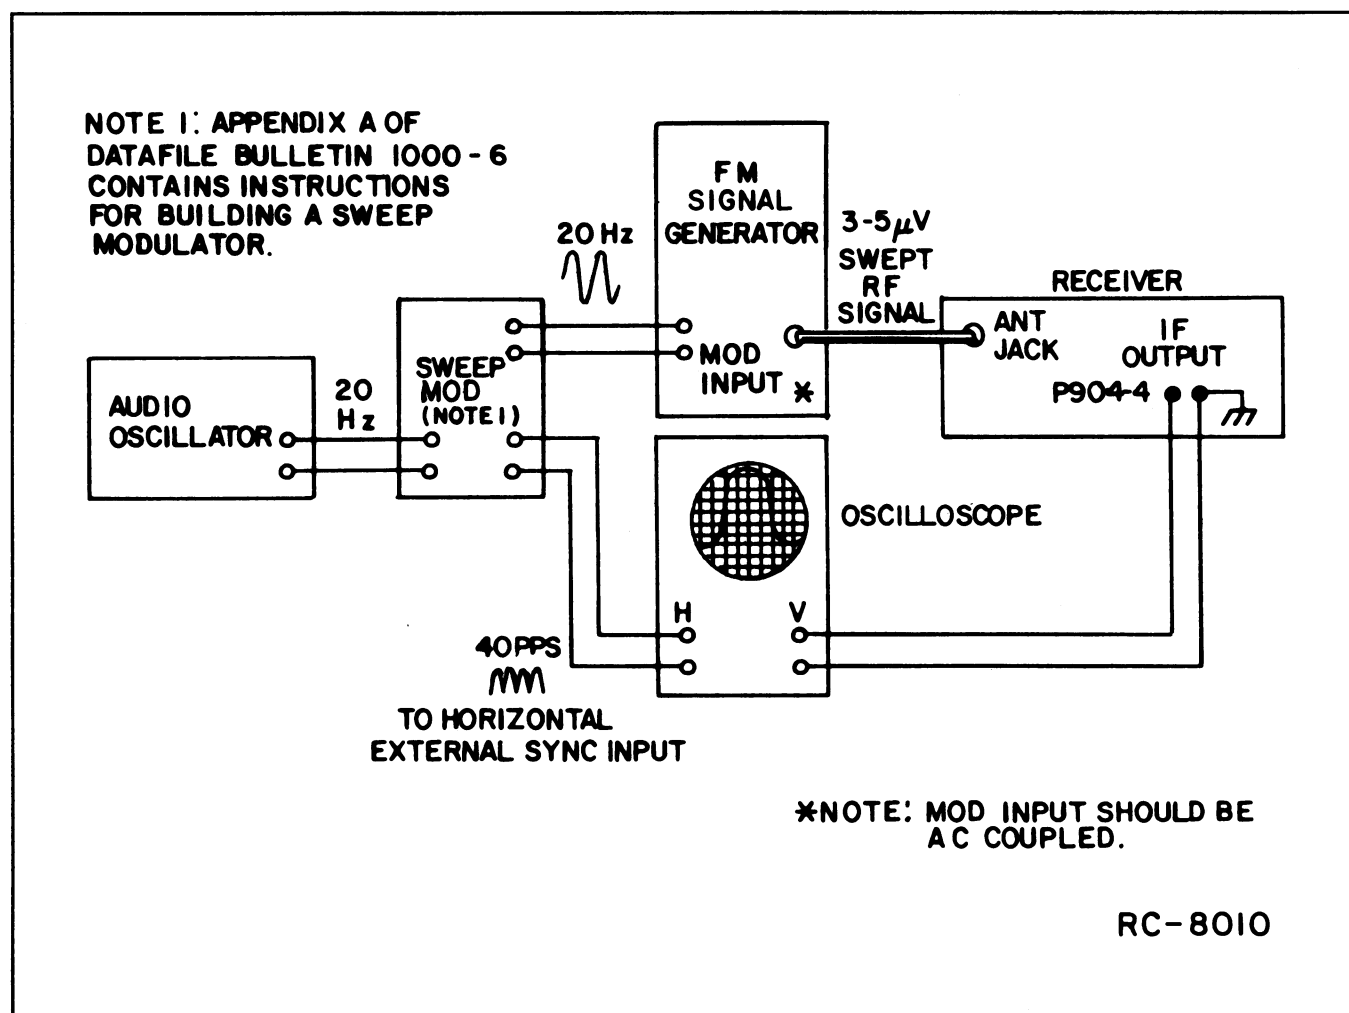 NOTE 1: APPENDIX A OF
DATAFILE BULLETIN 1000-6
CONTAINS INSTRUCTIONS
FOR BUILDING A SWEEP
MODULATOR.
FM
SIGNAL
GENERATOR
MOD
INPUT *
20 Hz
3-5μV
SWEPT
RF
SIGNAL
RECEIVER
ANT
JACK
IF
OUTPUT
P904-4
AUDIO
OSCILLATOR
20
Hz
SWEEP
MOD
(NOTE 1)
OSCILLOSCOPE
H
V
40PPS
TO HORIZONTAL
EXTERNAL SYNC INPUT
*NOTE: MOD INPUT SHOULD BE
AC COUPLED.
RC-8010